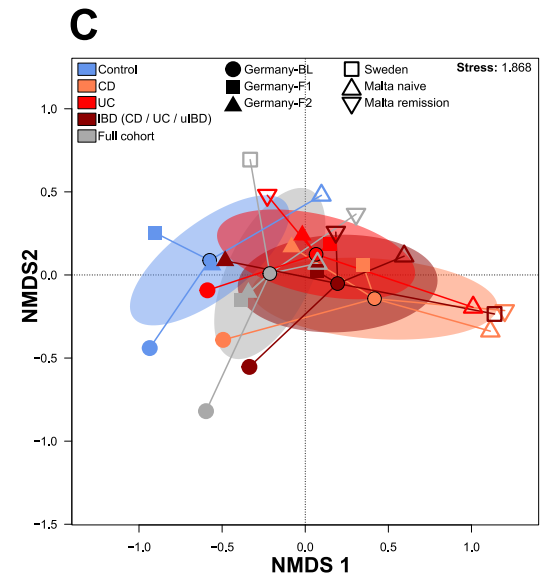 C
Stress: 1.868
Control
CD
UC
IBD (CD / UC / uIBD)
Full cohort
Germany-BL
Germany-F1
Germany-F2
Sweden
Malta naive
Malta remission
NMDS2
1.0
0.5
0.0
−0.5
−1.0
−1.5
−1.0
−0.5
0.0
0.5
1.0
NMDS 1